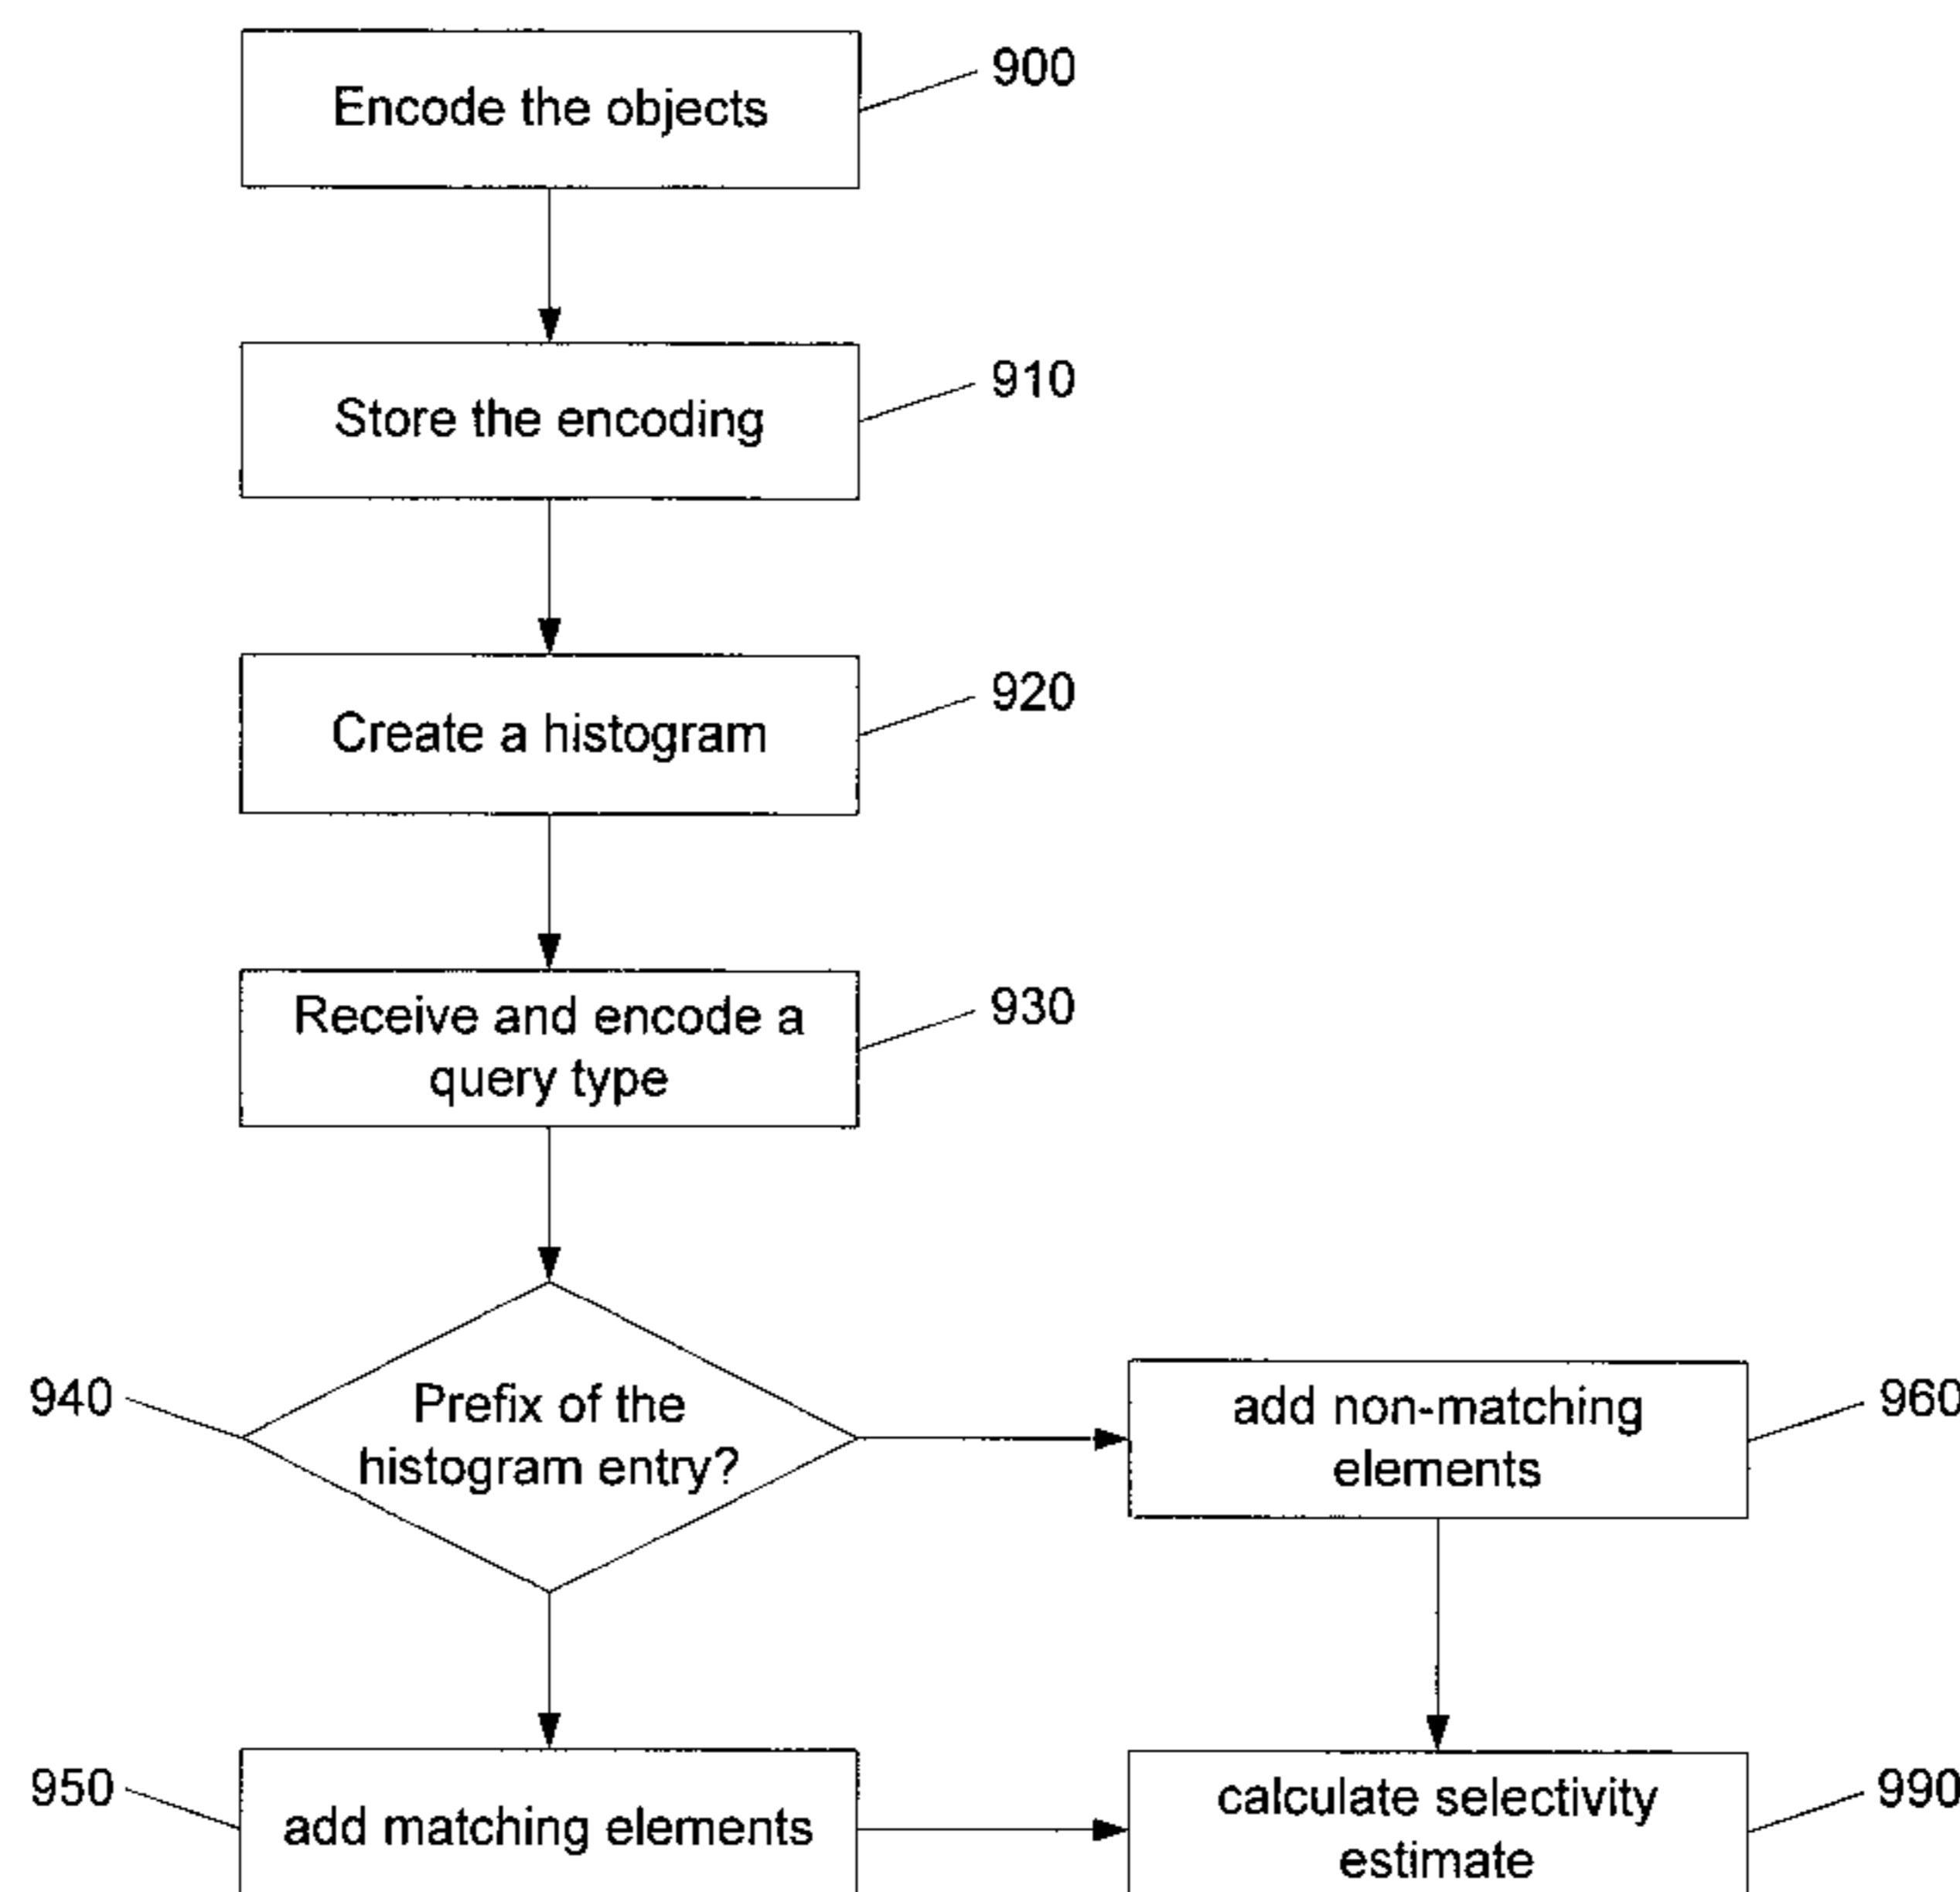 Encode the objects
900
Store the encoding
910
Create a histogram
920
Receive and encode a
query type
930
940
Prefix of the
histogram entry?
add non-matching
elements
960
950
add matching elements
calculate selectivity
estimate
990